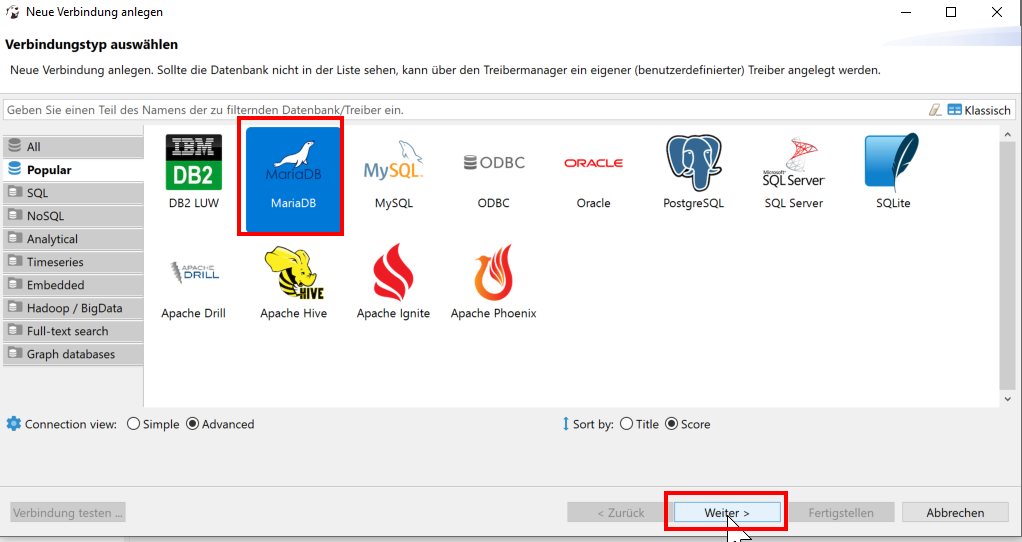 Neue Verbindung anlegen
Verbindungstyp auswählen
Neue Verbindung anlegen. Sollte die Datenbank nicht in der Liste sehen, kann über den Treibermanager ein eigener (benutzerdefinierter) Treiber angelegt werden.
Geben Sie einen Teil des Namens der zu filternden Datenbank/Treiber ein.
Klassisch
All
Popular
SQL
NoSQL
Analytical
Timeseries
Embedded
Hadoop / BigData
Full-text search
Graph databases
IBM
DB2
DB2 LUW
MariaDB
MariaDB
MySQL
MySQL
ODBC
ODBC
ORACLE
Oracle
PostgreSQL
Microsoft
SQL Server
SQL Server
SQLite
APACHE
DRILL
Apache Drill
HIVE
Apache Hive
Apache Ignite
Apache Phoenix
Connection view: Simple Advanced
Sort by: Title Score
Verbindung testen ...
< Zurück
Weiter >
Fertigstellen
Abbrechen